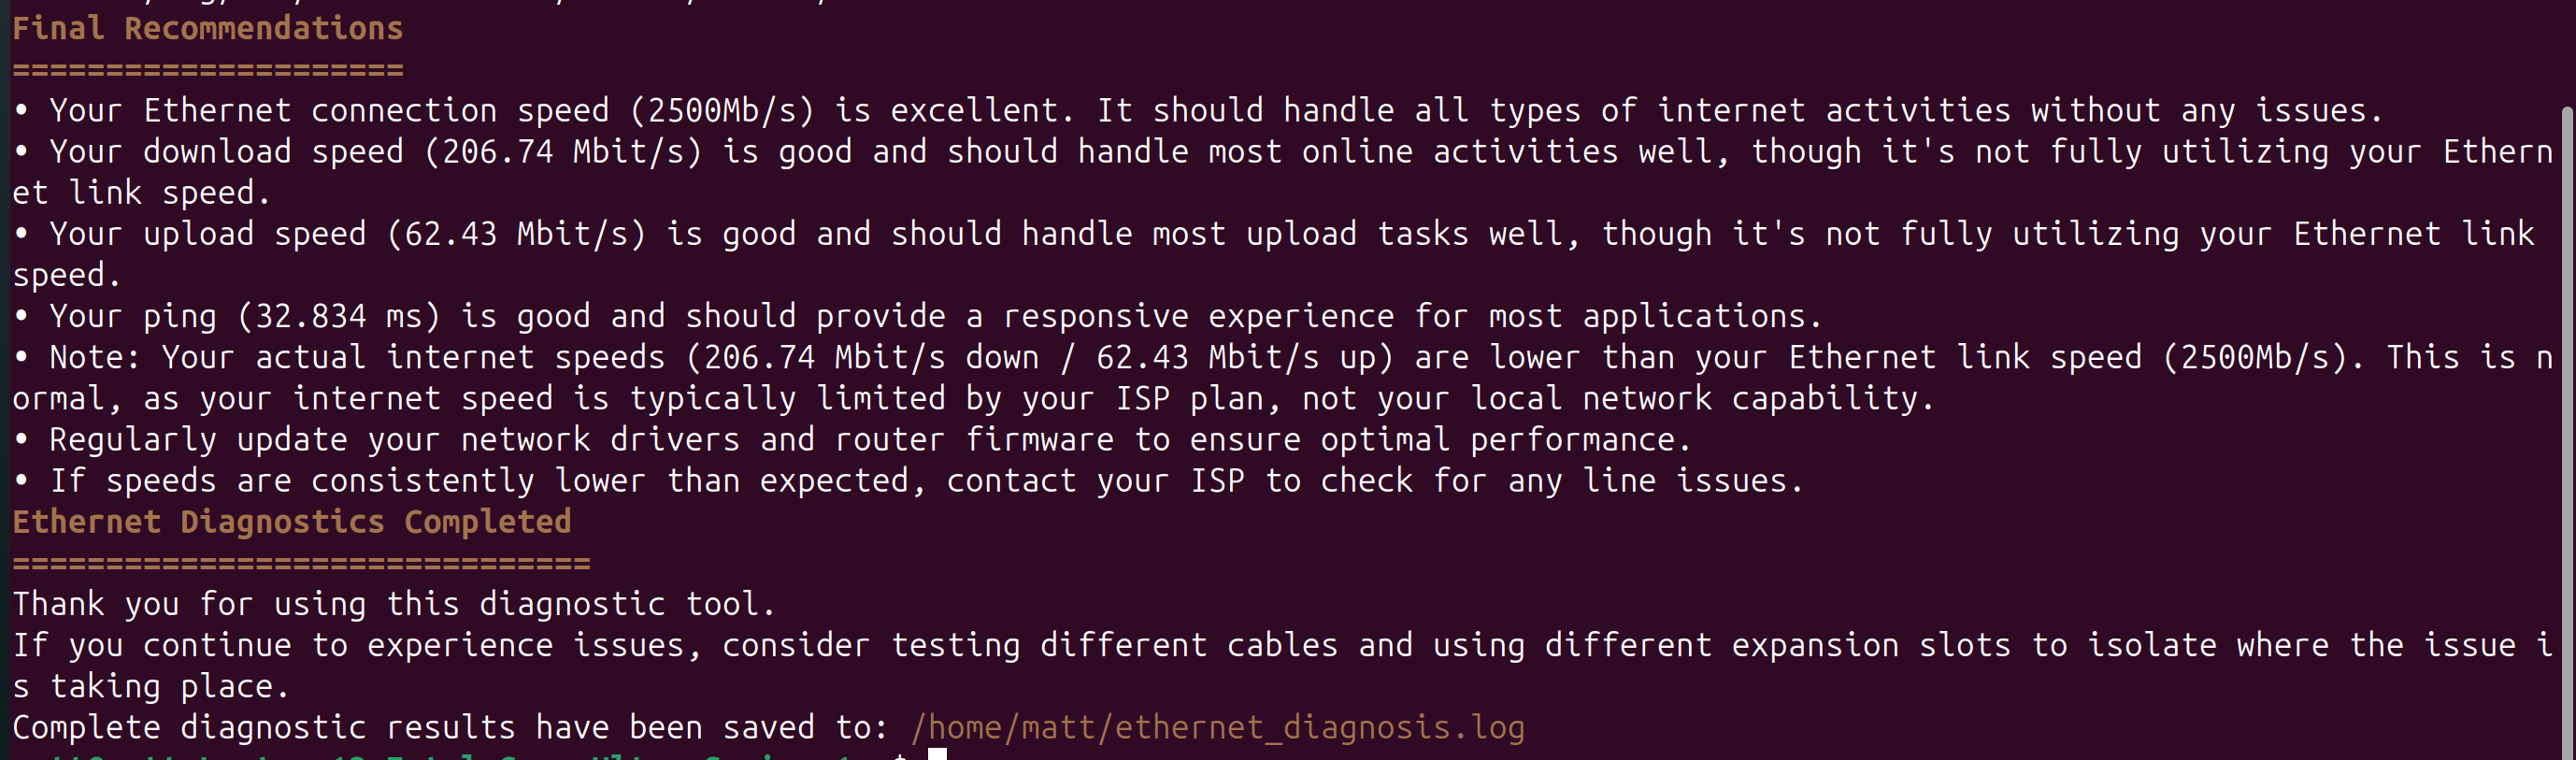 Final Recommendations
=====================
• Your Ethernet connection speed (2500Mb/s) is excellent. It should handle all types of internet activities without any issues.
• Your download speed (206.74 Mbit/s) is good and should handle most online activities well, though it's not fully utilizing your Ethern
et link speed.
• Your upload speed (62.43 Mbit/s) is good and should handle most upload tasks well, though it's not fully utilizing your Ethernet link
speed.
• Your ping (32.834 ms) is good and should provide a responsive experience for most applications.
• Note: Your actual internet speeds (206.74 Mbit/s down / 62.43 Mbit/s up) are lower than your Ethernet link speed (2500Mb/s). This is n
ormal, as your internet speed is typically limited by your ISP plan, not your local network capability.
• Regularly update your network drivers and router firmware to ensure optimal performance.
• If speeds are consistently lower than expected, contact your ISP to check for any line issues.
Ethernet Diagnostics Completed
===============================
Thank you for using this diagnostic tool.
If you continue to experience issues, consider testing different cables and using different expansion slots to isolate where the issue i
s taking place.
Complete diagnostic results have been saved to: /home/matt/ethernet_diagnosis.log